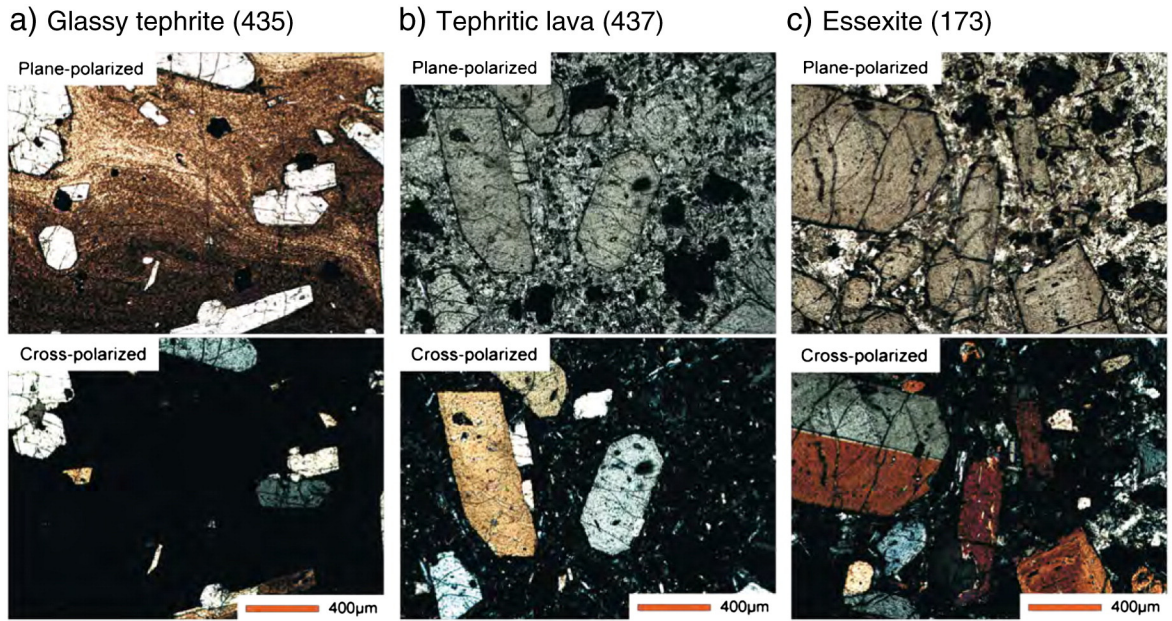 a) Glassy tephrite (435)
b) Tephritic lava (437)
c) Essexite (173)
Plane-polarized
Plane-polarized
Plane-polarized
Cross-polarized
Cross-polarized
Cross-polarized
400µm
400µm
400µm